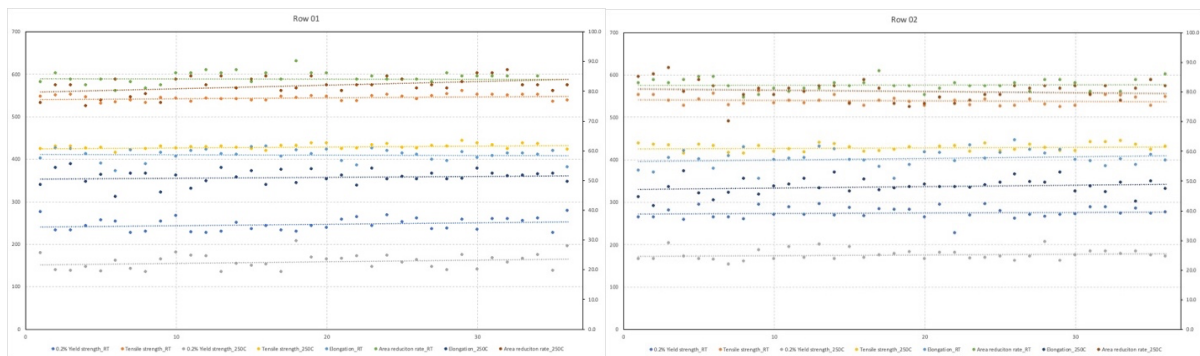 Row 01
700
600
500
400
300
200
100
0
100.0
90.0
80.0
70.0
60.0
50.0
40.0
30.0
20.0
10.0
0.0
0
10
20
30
0.2% Yield strength_RT
Tensile strength_RT
0.2% Yield strength_250C
Tensile strength_250C
Elongation_RT
Area reduction rate_RT
Elongation_250C
Area reduction rate_250C
Row 02
700
600
500
400
300
200
100
0
100.0
90.0
80.0
70.0
60.0
50.0
40.0
30.0
20.0
10.0
0.0
0
10
20
30
0.2% Yield strength_RT
Tensile strength_RT
0.2% Yield strength_250C
Tensile strength_250C
Elongation_RT
Area reduction rate_RT
Elongation_250C
Area reduction rate_250C